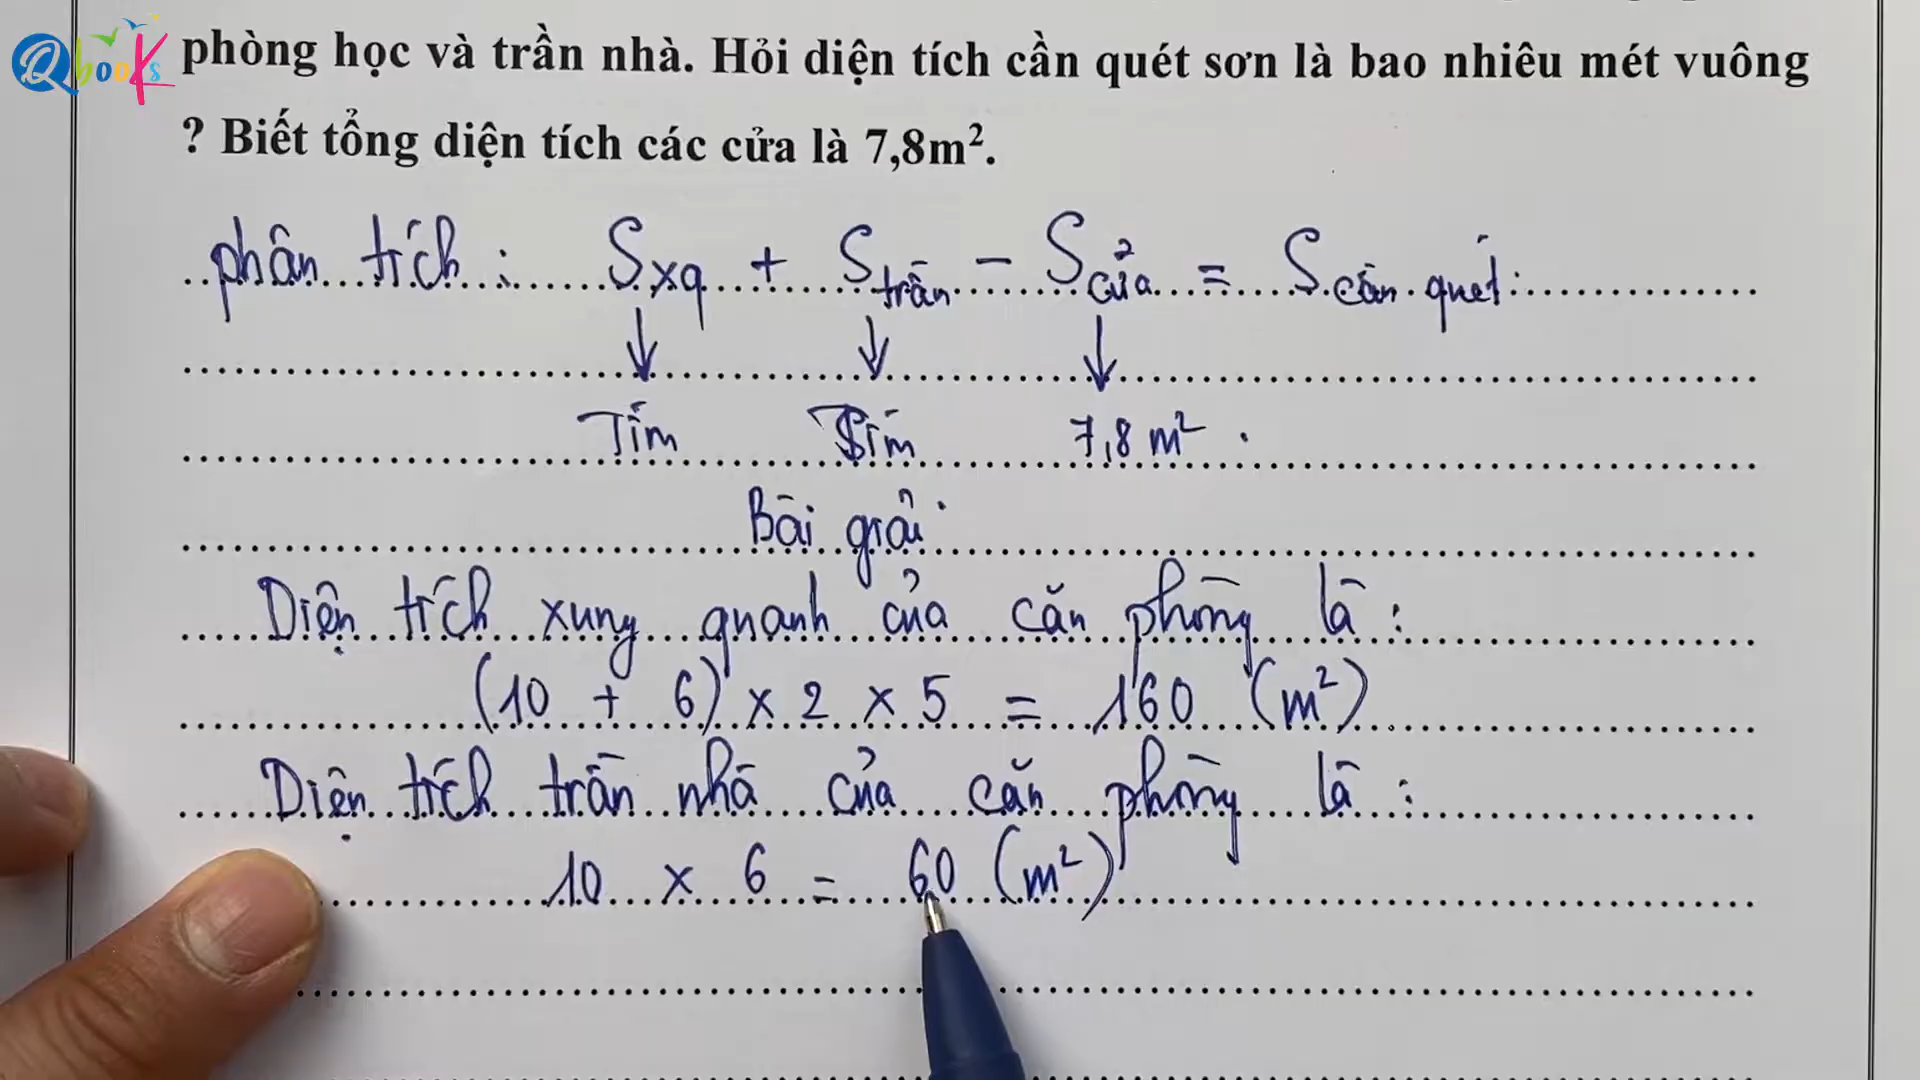 Qbooks
phòng học và trần nhà. Hỏi diện tích cần quét sơn là bao nhiêu mét vuông
? Biết tổng diện tích các cửa là 7,8m².
phân tích : Sxq + Strần - Scửa = Scần quét.
Tìm Tìm 7,8 m² .
Bài giải
Diện tích xung quanh của căn phòng là :
(10 + 6) x 2 x 5 = 160 (m²)
Diện tích trần nhà của căn phòng là :
10 x 6 = 60 (m²)